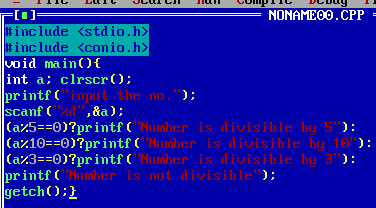 File Edit Search Run Compile Debug
[■] NONAME00.CPP
#include <stdio.h>
#include <conio.h>
void main(){
int a; clrscr();
printf("input the no.");
scanf("%d",&a);
(a%5==0)?printf("Number is divisible by 5"):
(a%10==0)?printf("Number is divisible by 10"):
(a%3==0)?printf("Number is divisible by 3"):
printf("Number is not divisible");
getch();}